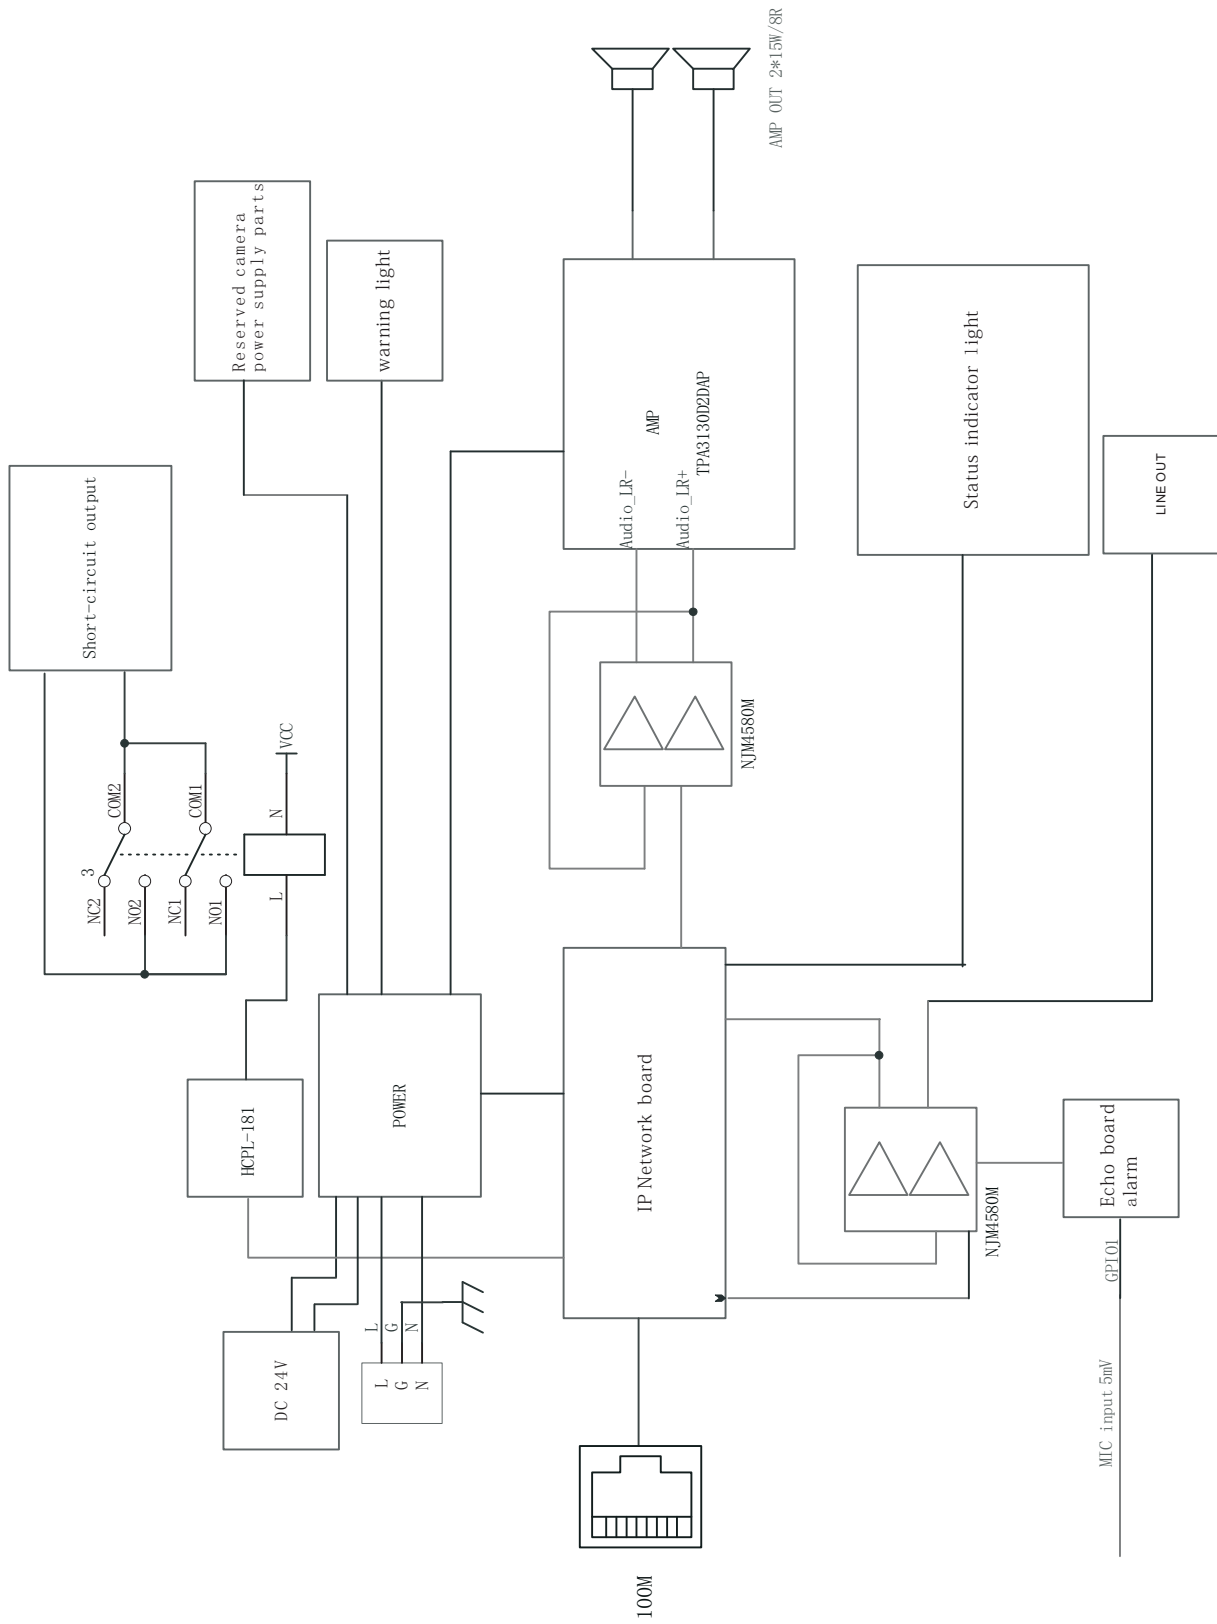 Short-circuit output
3
NC2
NO2
NC1
NO1
COM2
COM1
L
N
VCC
Reserved camera
power supply parts
warning light
HCPL-181
POWER
DC 24V
L
G
N
L
G
N
AMP OUT 2*15W/8R
AMP
TPA3130D2DAP
Audio_LR-
Audio_LR+
NJM4580M
IP Network board
100M
Status indicator light
LINE OUT
NJM4580M
Echo board
alarm
GPIO1
MIC input 5mV